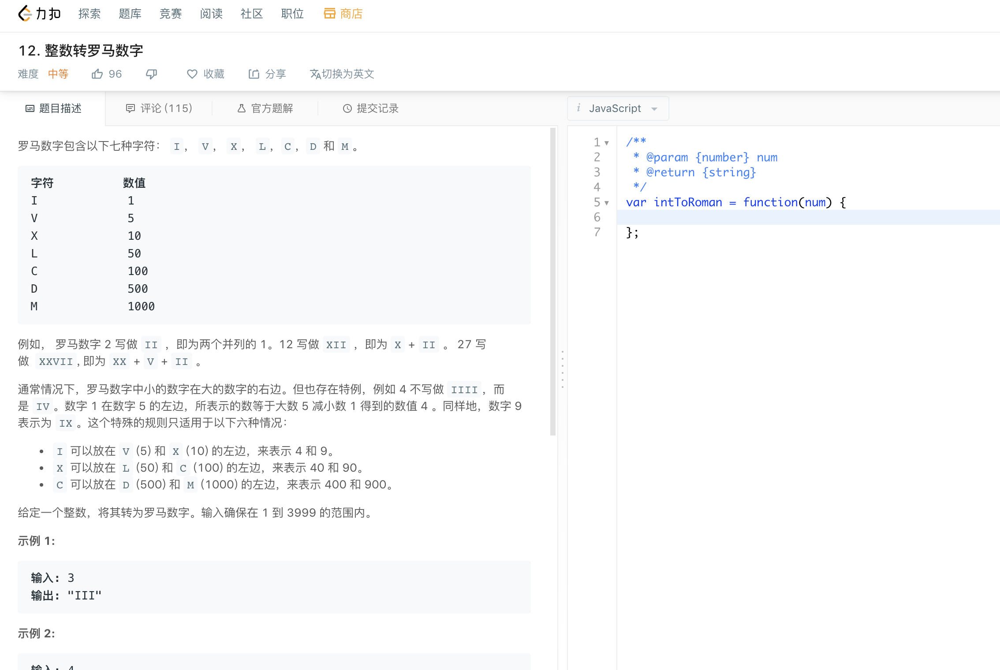 力扣 探索 题库 竞赛 阅读 社区 职位 商店
12. 整数转罗马数字
难度 中等 96 收藏 分享 切换为英文
题目描述 评论 (115) 官方题解 提交记录
罗马数字包含以下七种字符： I， V， X， L，C，D 和 M。
字符 数值
I 1
V 5
X 10
L 50
C 100
D 500
M 1000
例如， 罗马数字 2 写做 II ，即为两个并列的 1。12 写做 XII ，即为 X + II 。 27 写
做 XXVII, 即为 XX + V + II 。
通常情况下，罗马数字中小的数字在大的数字的右边。但也存在特例，例如 4 不写做 IIII，而
是 IV。数字 1 在数字 5 的左边，所表示的数等于大数 5 减小数 1 得到的数值 4 。同样地，数字 9
表示为 IX。这个特殊的规则只适用于以下六种情况：
• I 可以放在 V (5) 和 X (10) 的左边，来表示 4 和 9。
• X 可以放在 L (50) 和 C (100) 的左边，来表示 40 和 90。
• C 可以放在 D (500) 和 M (1000) 的左边，来表示 400 和 900。
给定一个整数，将其转为罗马数字。输入确保在 1 到 3999 的范围内。
示例 1:
输入: 3
输出: "III"
示例 2:
输入: 4
i JavaScript
1 /**
2  * @param {number} num
3  * @return {string}
4  */
5 var intToRoman = function(num) {
6
7 };